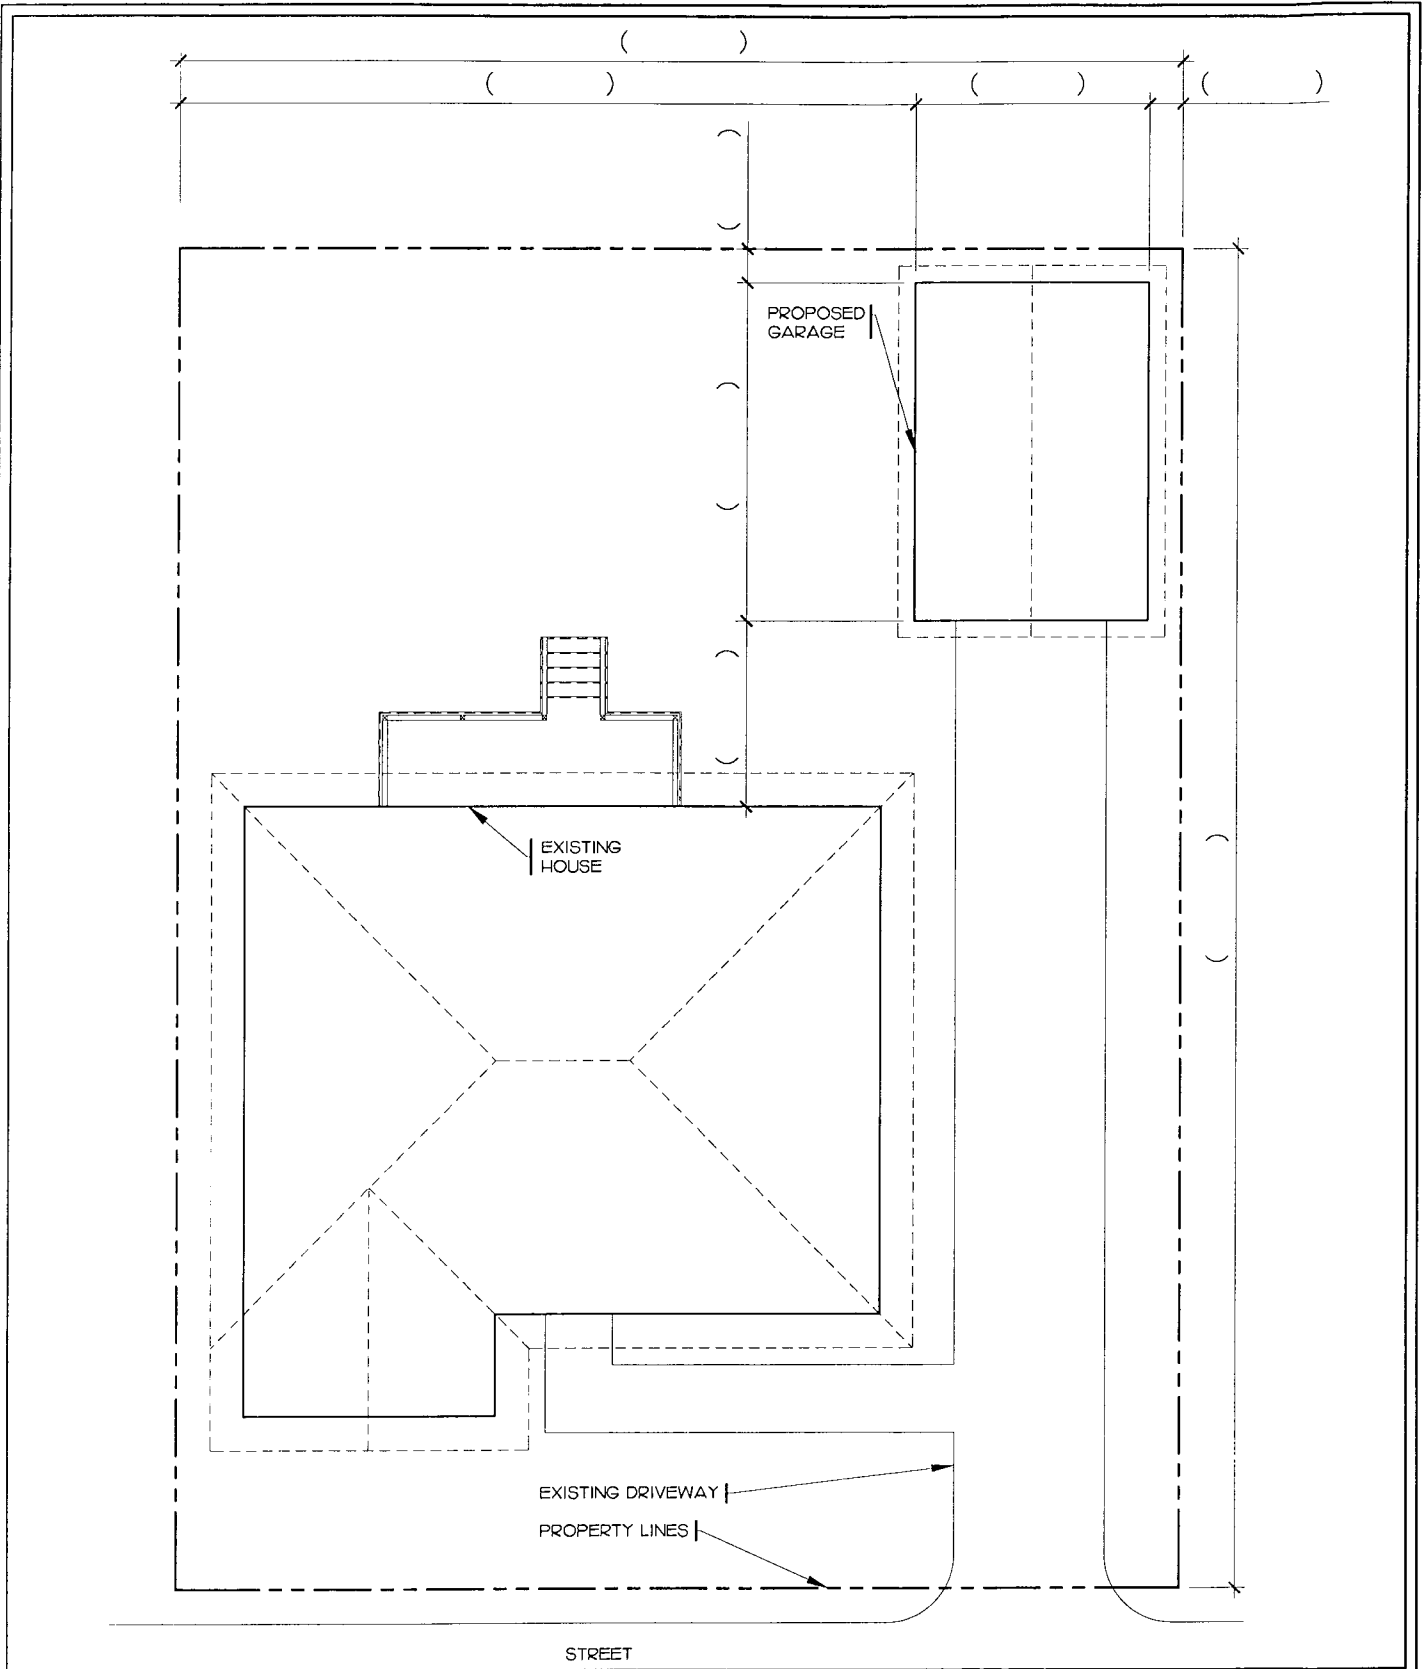 ( )
( ) ( ) ( )
( )
PROPOSED
GARAGE
( )
( )
EXISTING
HOUSE
( )
EXISTING DRIVEWAY
PROPERTY LINES
STREET